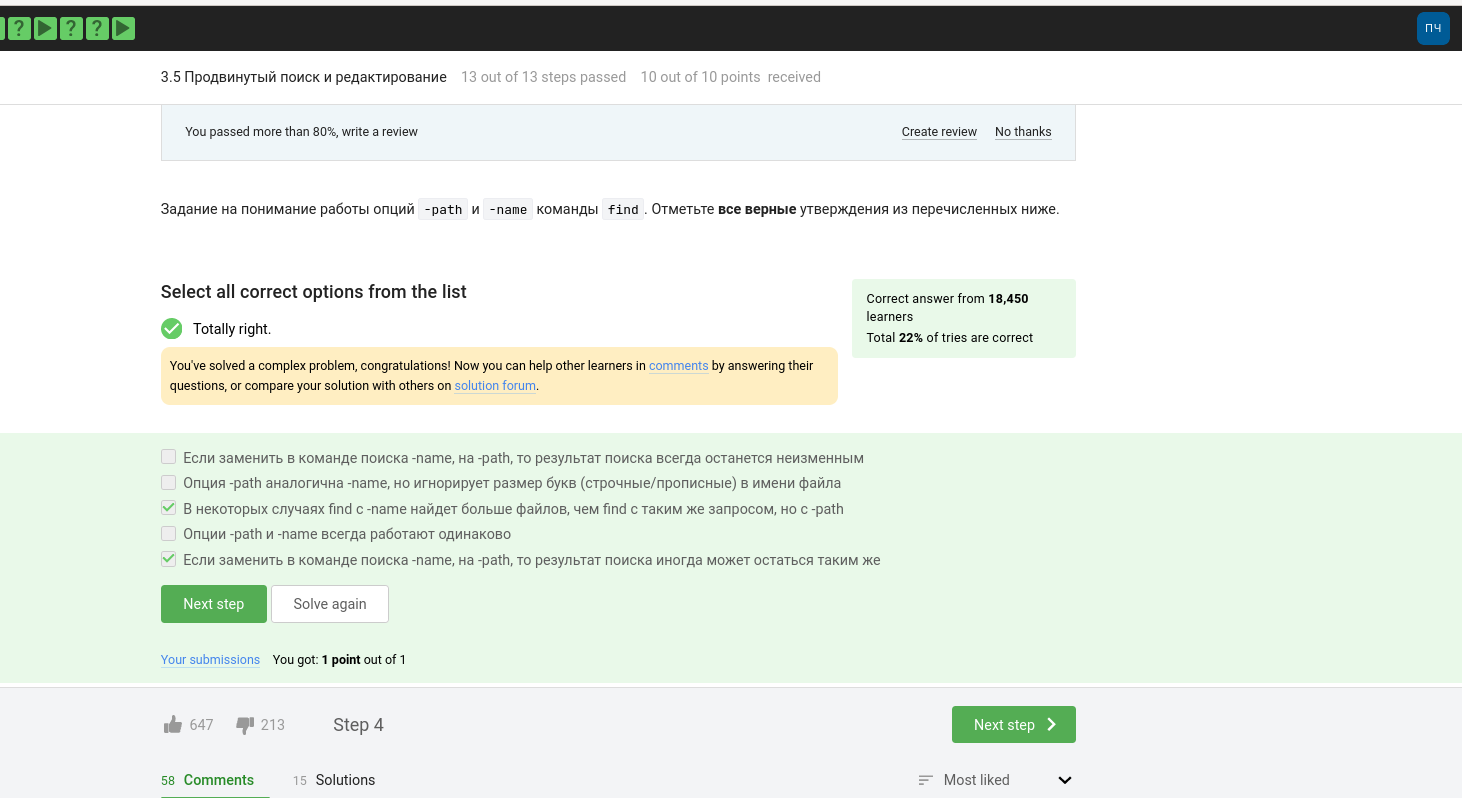 ? ? ?
ПЧ
3.5 Продвинутый поиск и редактирование 13 out of 13 steps passed 10 out of 10 points received
You passed more than 80%, write a review Create review No thanks
Задание на понимание работы опций -path и -name команды find. Отметьте все верные утверждения из перечисленных ниже.
Select all correct options from the list
Totally right.
You've solved a complex problem, congratulations! Now you can help other learners in comments by answering their
questions, or compare your solution with others on solution forum.
Correct answer from 18,450
learners
Total 22% of tries are correct
Если заменить в команде поиска -name, на -path, то результат поиска всегда останется неизменным
Опция -path аналогична -name, но игнорирует размер букв (строчные/прописные) в имени файла
В некоторых случаях find с -name найдет больше файлов, чем find с таким же запросом, но с -path
Опции -path и -name всегда работают одинаково
Если заменить в команде поиска -name, на -path, то результат поиска иногда может остаться таким же
Next step Solve again
Your submissions You got: 1 point out of 1
647 213 Step 4 Next step
58 Comments 15 Solutions Most liked